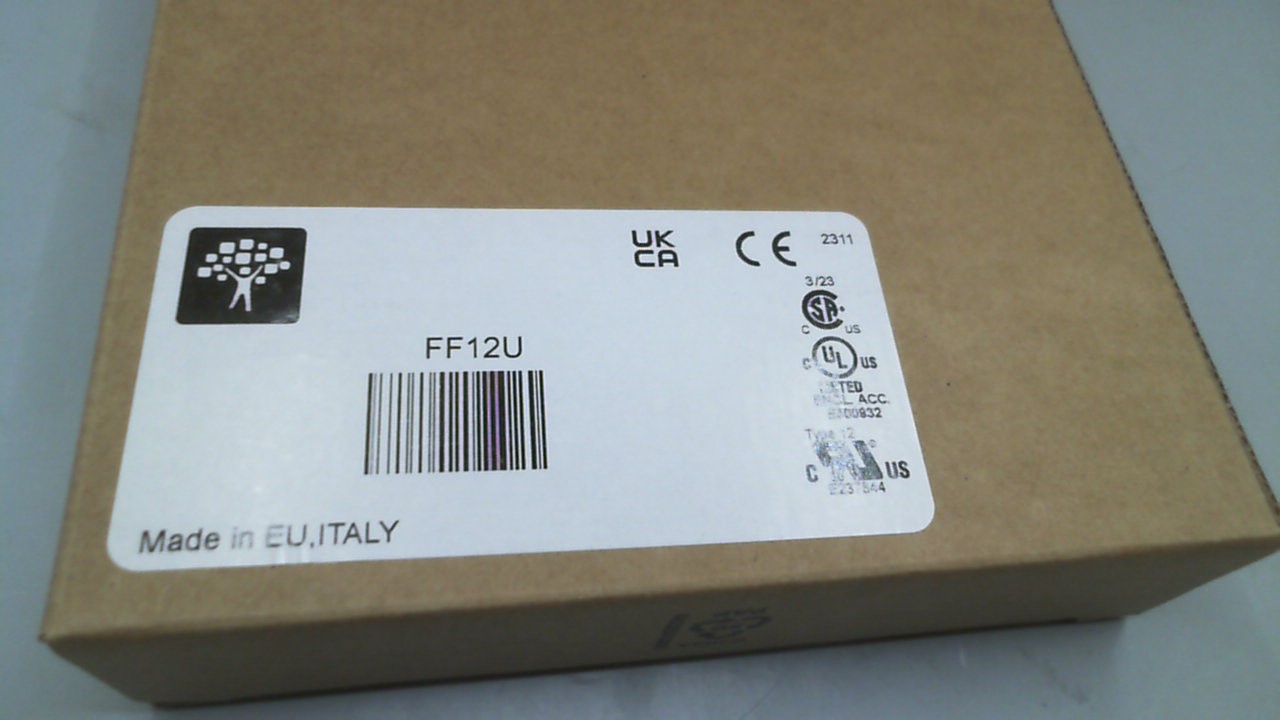 UK
CA
CE 2311
3/23
SA
C US
FF12U
C UL US
LISTED
ENCL. ACC.
Type 12
C US
Made in EU,ITALY